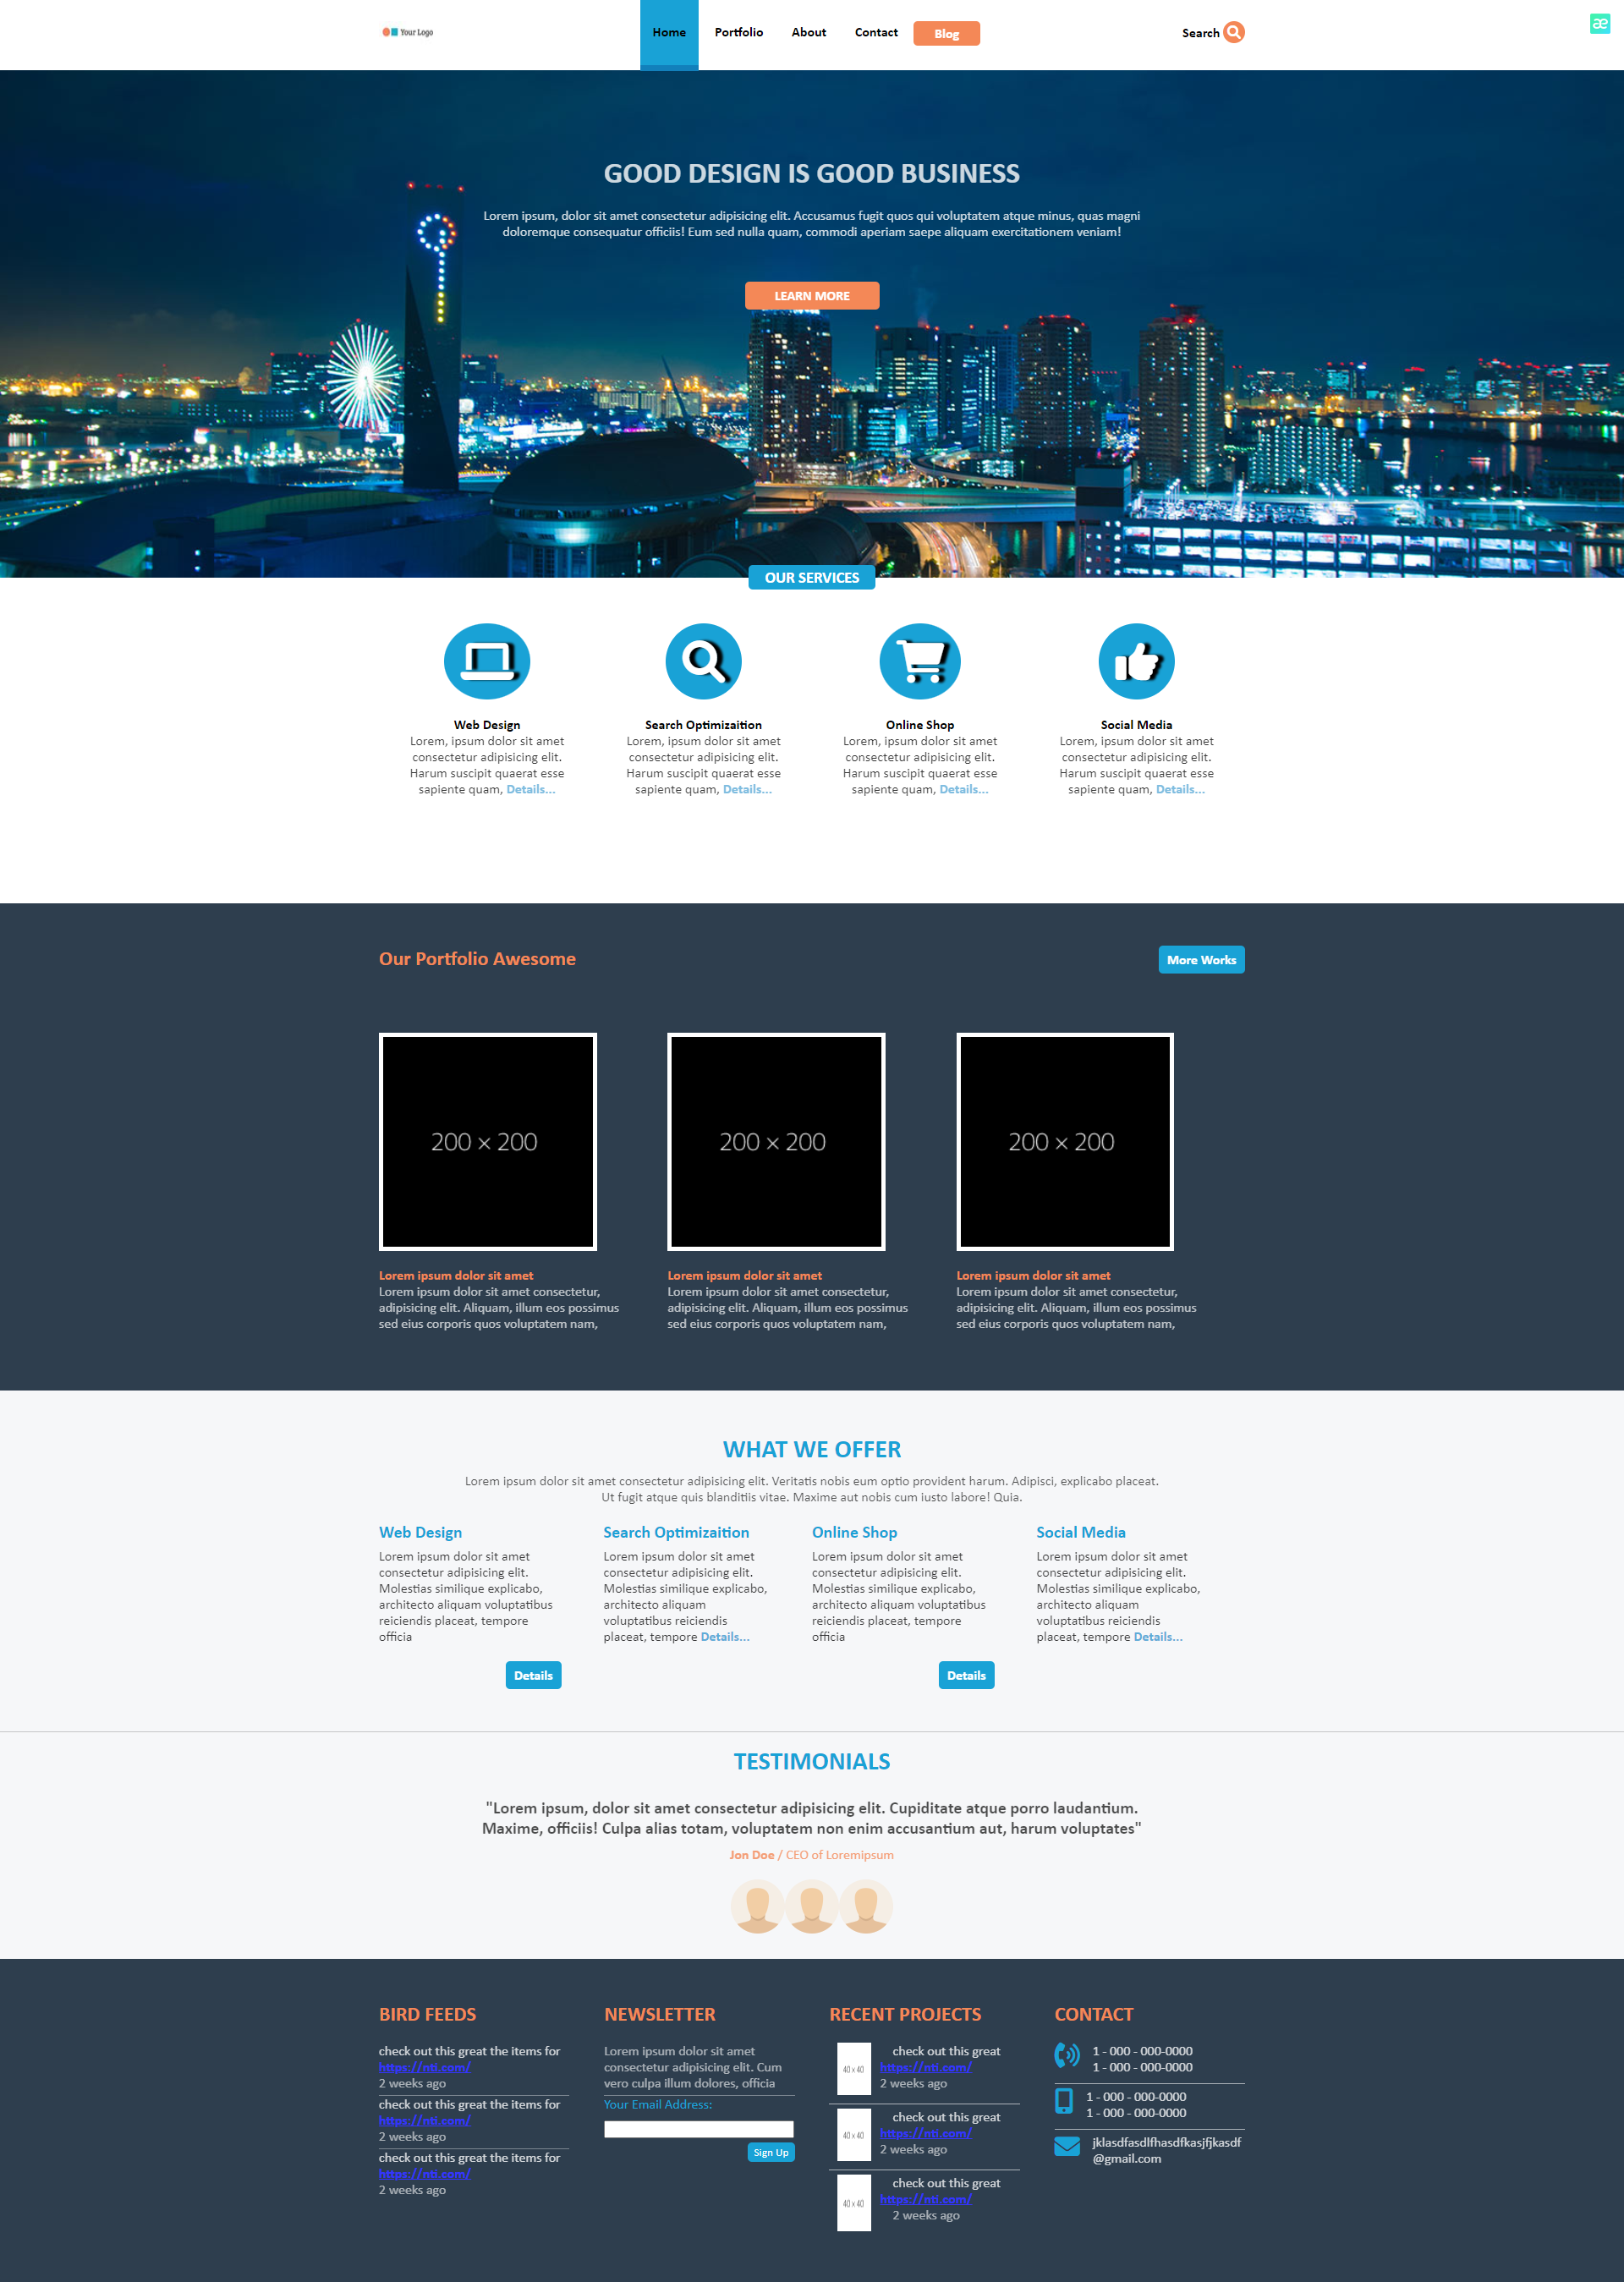 Your Logo
Home
Portfolio
About
Contact
Blog
Search
æ
GOOD DESIGN IS GOOD BUSINESS
Lorem ipsum, dolor sit amet consectetur adipisicing elit. Accusamus fugit quos qui voluptatem atque minus, quas magni
doloremque consequatur officiis! Eum sed nulla quam, commodi aperiam saepe aliquam exercitationem veniam!
LEARN MORE
OUR SERVICES
Web Design
Lorem, ipsum dolor sit amet
consectetur adipisicing elit.
Harum suscipit quaerat esse
sapiente quam, Details...
Search Optimizaition
Lorem, ipsum dolor sit amet
consectetur adipisicing elit.
Harum suscipit quaerat esse
sapiente quam, Details...
Online Shop
Lorem, ipsum dolor sit amet
consectetur adipisicing elit.
Harum suscipit quaerat esse
sapiente quam, Details...
Social Media
Lorem, ipsum dolor sit amet
consectetur adipisicing elit.
Harum suscipit quaerat esse
sapiente quam, Details...
Our Portfolio Awesome
More Works
200 × 200
200 × 200
200 × 200
Lorem ipsum dolor sit amet
Lorem ipsum dolor sit amet consectetur,
adipisicing elit. Aliquam, illum eos possimus
sed eius corporis quos voluptatem nam,
Lorem ipsum dolor sit amet
Lorem ipsum dolor sit amet consectetur,
adipisicing elit. Aliquam, illum eos possimus
sed eius corporis quos voluptatem nam,
Lorem ipsum dolor sit amet
Lorem ipsum dolor sit amet consectetur,
adipisicing elit. Aliquam, illum eos possimus
sed eius corporis quos voluptatem nam,
WHAT WE OFFER
Lorem ipsum dolor sit amet consectetur adipisicing elit. Veritatis nobis eum optio provident harum. Adipisci, explicabo placeat.
Ut fugit atque quis blanditiis vitae. Maxime aut nobis cum iusto labore! Quia.
Web Design
Lorem ipsum dolor sit amet
consectetur adipisicing elit.
Molestias similique explicabo,
architecto aliquam voluptatibus
reiciendis placeat, tempore
officia
Details
Search Optimizaition
Lorem ipsum dolor sit amet
consectetur adipisicing elit.
Molestias similique explicabo,
architecto aliquam
voluptatibus reiciendis
placeat, tempore Details...
Online Shop
Lorem ipsum dolor sit amet
consectetur adipisicing elit.
Molestias similique explicabo,
architecto aliquam voluptatibus
reiciendis placeat, tempore
officia
Details
Social Media
Lorem ipsum dolor sit amet
consectetur adipisicing elit.
Molestias similique explicabo,
architecto aliquam
voluptatibus reiciendis
placeat, tempore Details...
TESTIMONIALS
"Lorem ipsum, dolor sit amet consectetur adipisicing elit. Cupiditate atque porro laudantium.
Maxime, officiis! Culpa alias totam, voluptatem non enim accusantium aut, harum voluptates"
Jon Doe / CEO of Loremipsum
BIRD FEEDS
check out this great the items for
https://nti.com/
2 weeks ago
check out this great the items for
https://nti.com/
2 weeks ago
check out this great the items for
https://nti.com/
2 weeks ago
NEWSLETTER
Lorem ipsum dolor sit amet
consectetur adipisicing elit. Cum
vero culpa illum dolores, officia
Your Email Address:
Sign Up
RECENT PROJECTS
40 x 40
check out this great
https://nti.com/
2 weeks ago
40 x 40
check out this great
https://nti.com/
2 weeks ago
40 x 40
check out this great
https://nti.com/
2 weeks ago
CONTACT
1 - 000 - 000-0000
1 - 000 - 000-0000
1 - 000 - 000-0000
1 - 000 - 000-0000
jklasdfasdlfhasdfkasjfjkasdf
@gmail.com